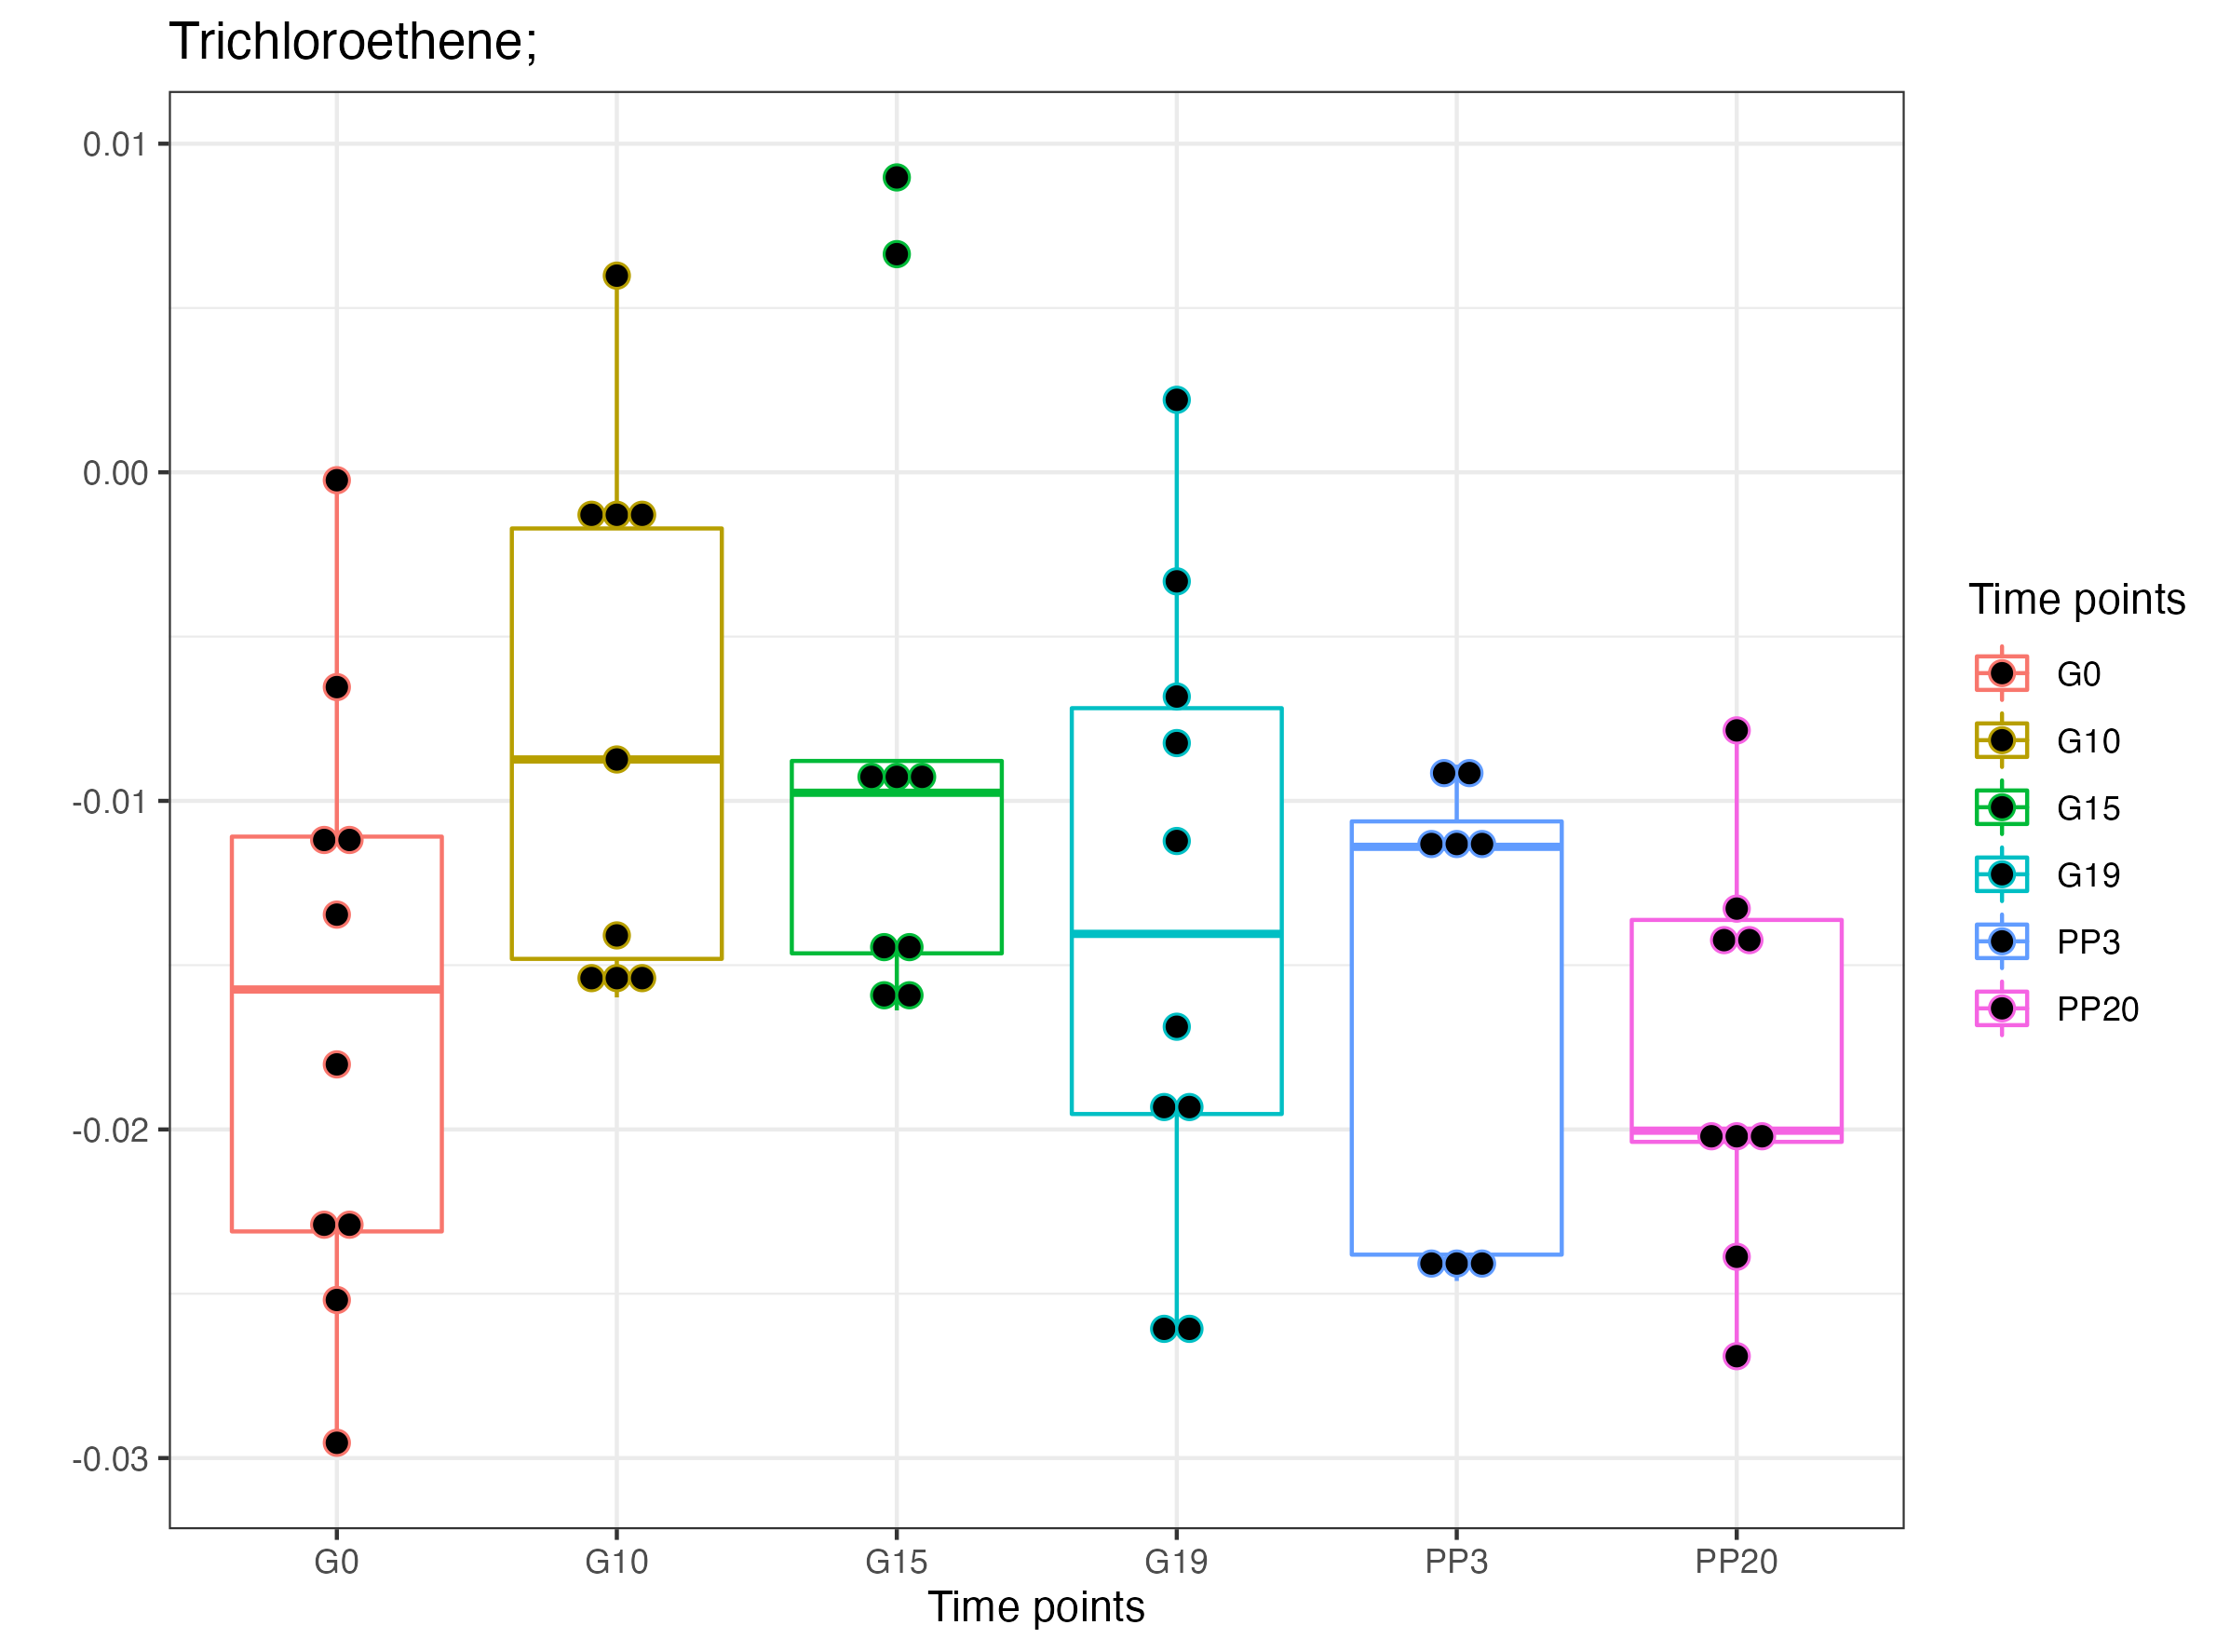 Trichloroethene;
0.01
0.00
-0.01
-0.02
-0.03
G0 G10 G15 G19 PP3 PP20
Time points
Time points
G0
G10
G15
G19
PP3
PP20